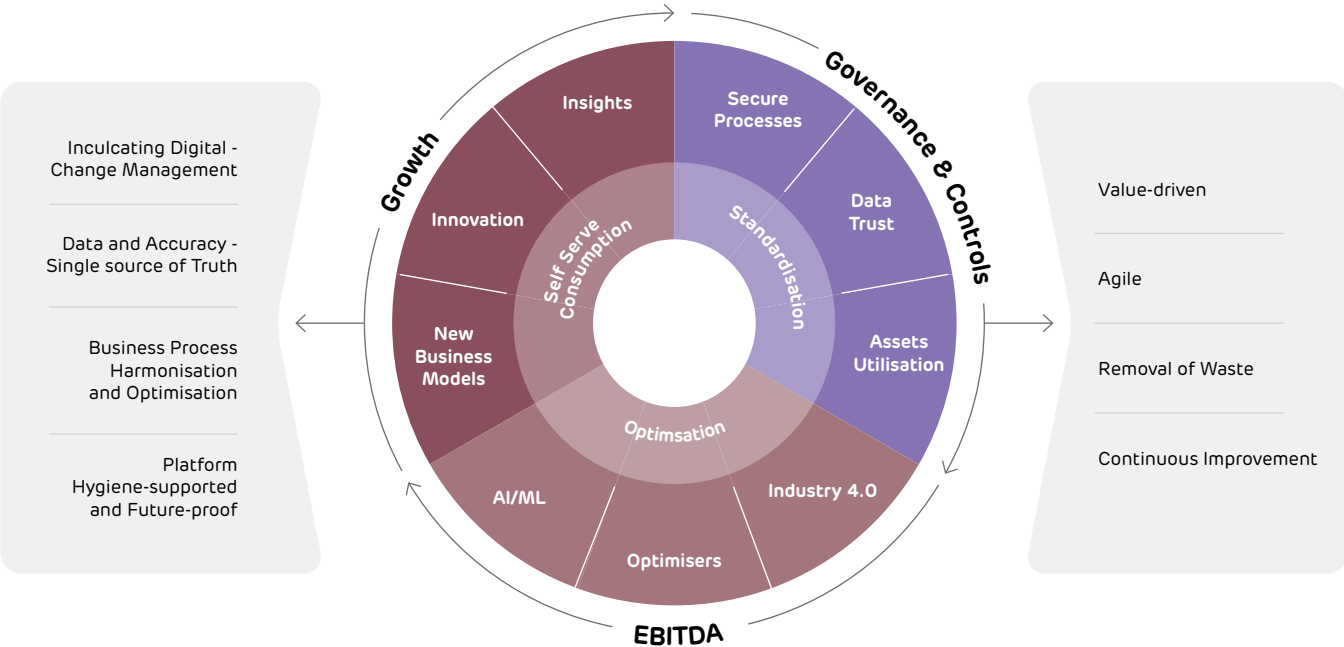 Inculcating Digital -
Change Management
Data and Accuracy -
Single source of Truth
Business Process
Harmonisation
and Optimisation
Platform
Hygiene-supported
and Future-proof
Growth
Governance & Controls
EBITDA
Insights
Innovation
New
Business
Models
Secure
Processes
Data
Trust
Assets
Utilisation
Industry 4.0
Optimisers
AI/ML
Self Serve
Consumption
Standardisation
Optimsation
Value-driven
Agile
Removal of Waste
Continuous Improvement